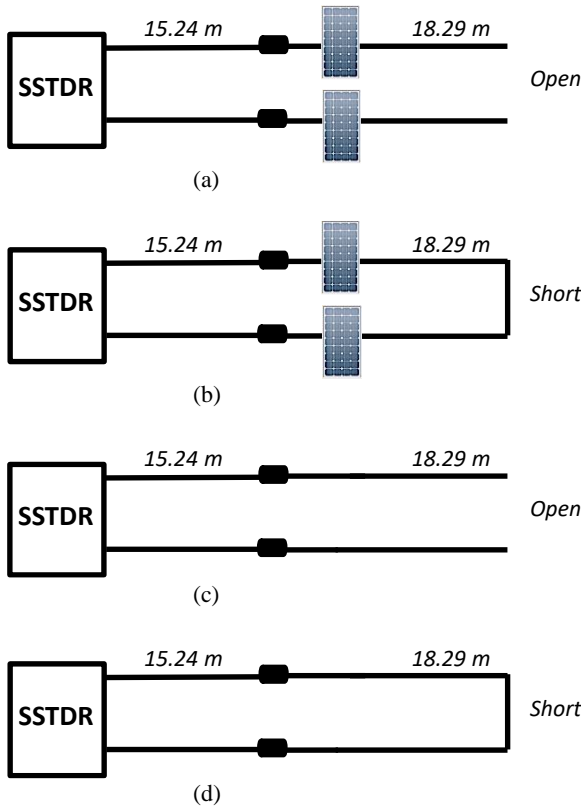 15.24 m 18.29 m
SSTDR
Open
(a)
15.24 m 18.29 m
SSTDR
Short
(b)
15.24 m 18.29 m
SSTDR
Open
(c)
15.24 m 18.29 m
SSTDR
Short
(d)